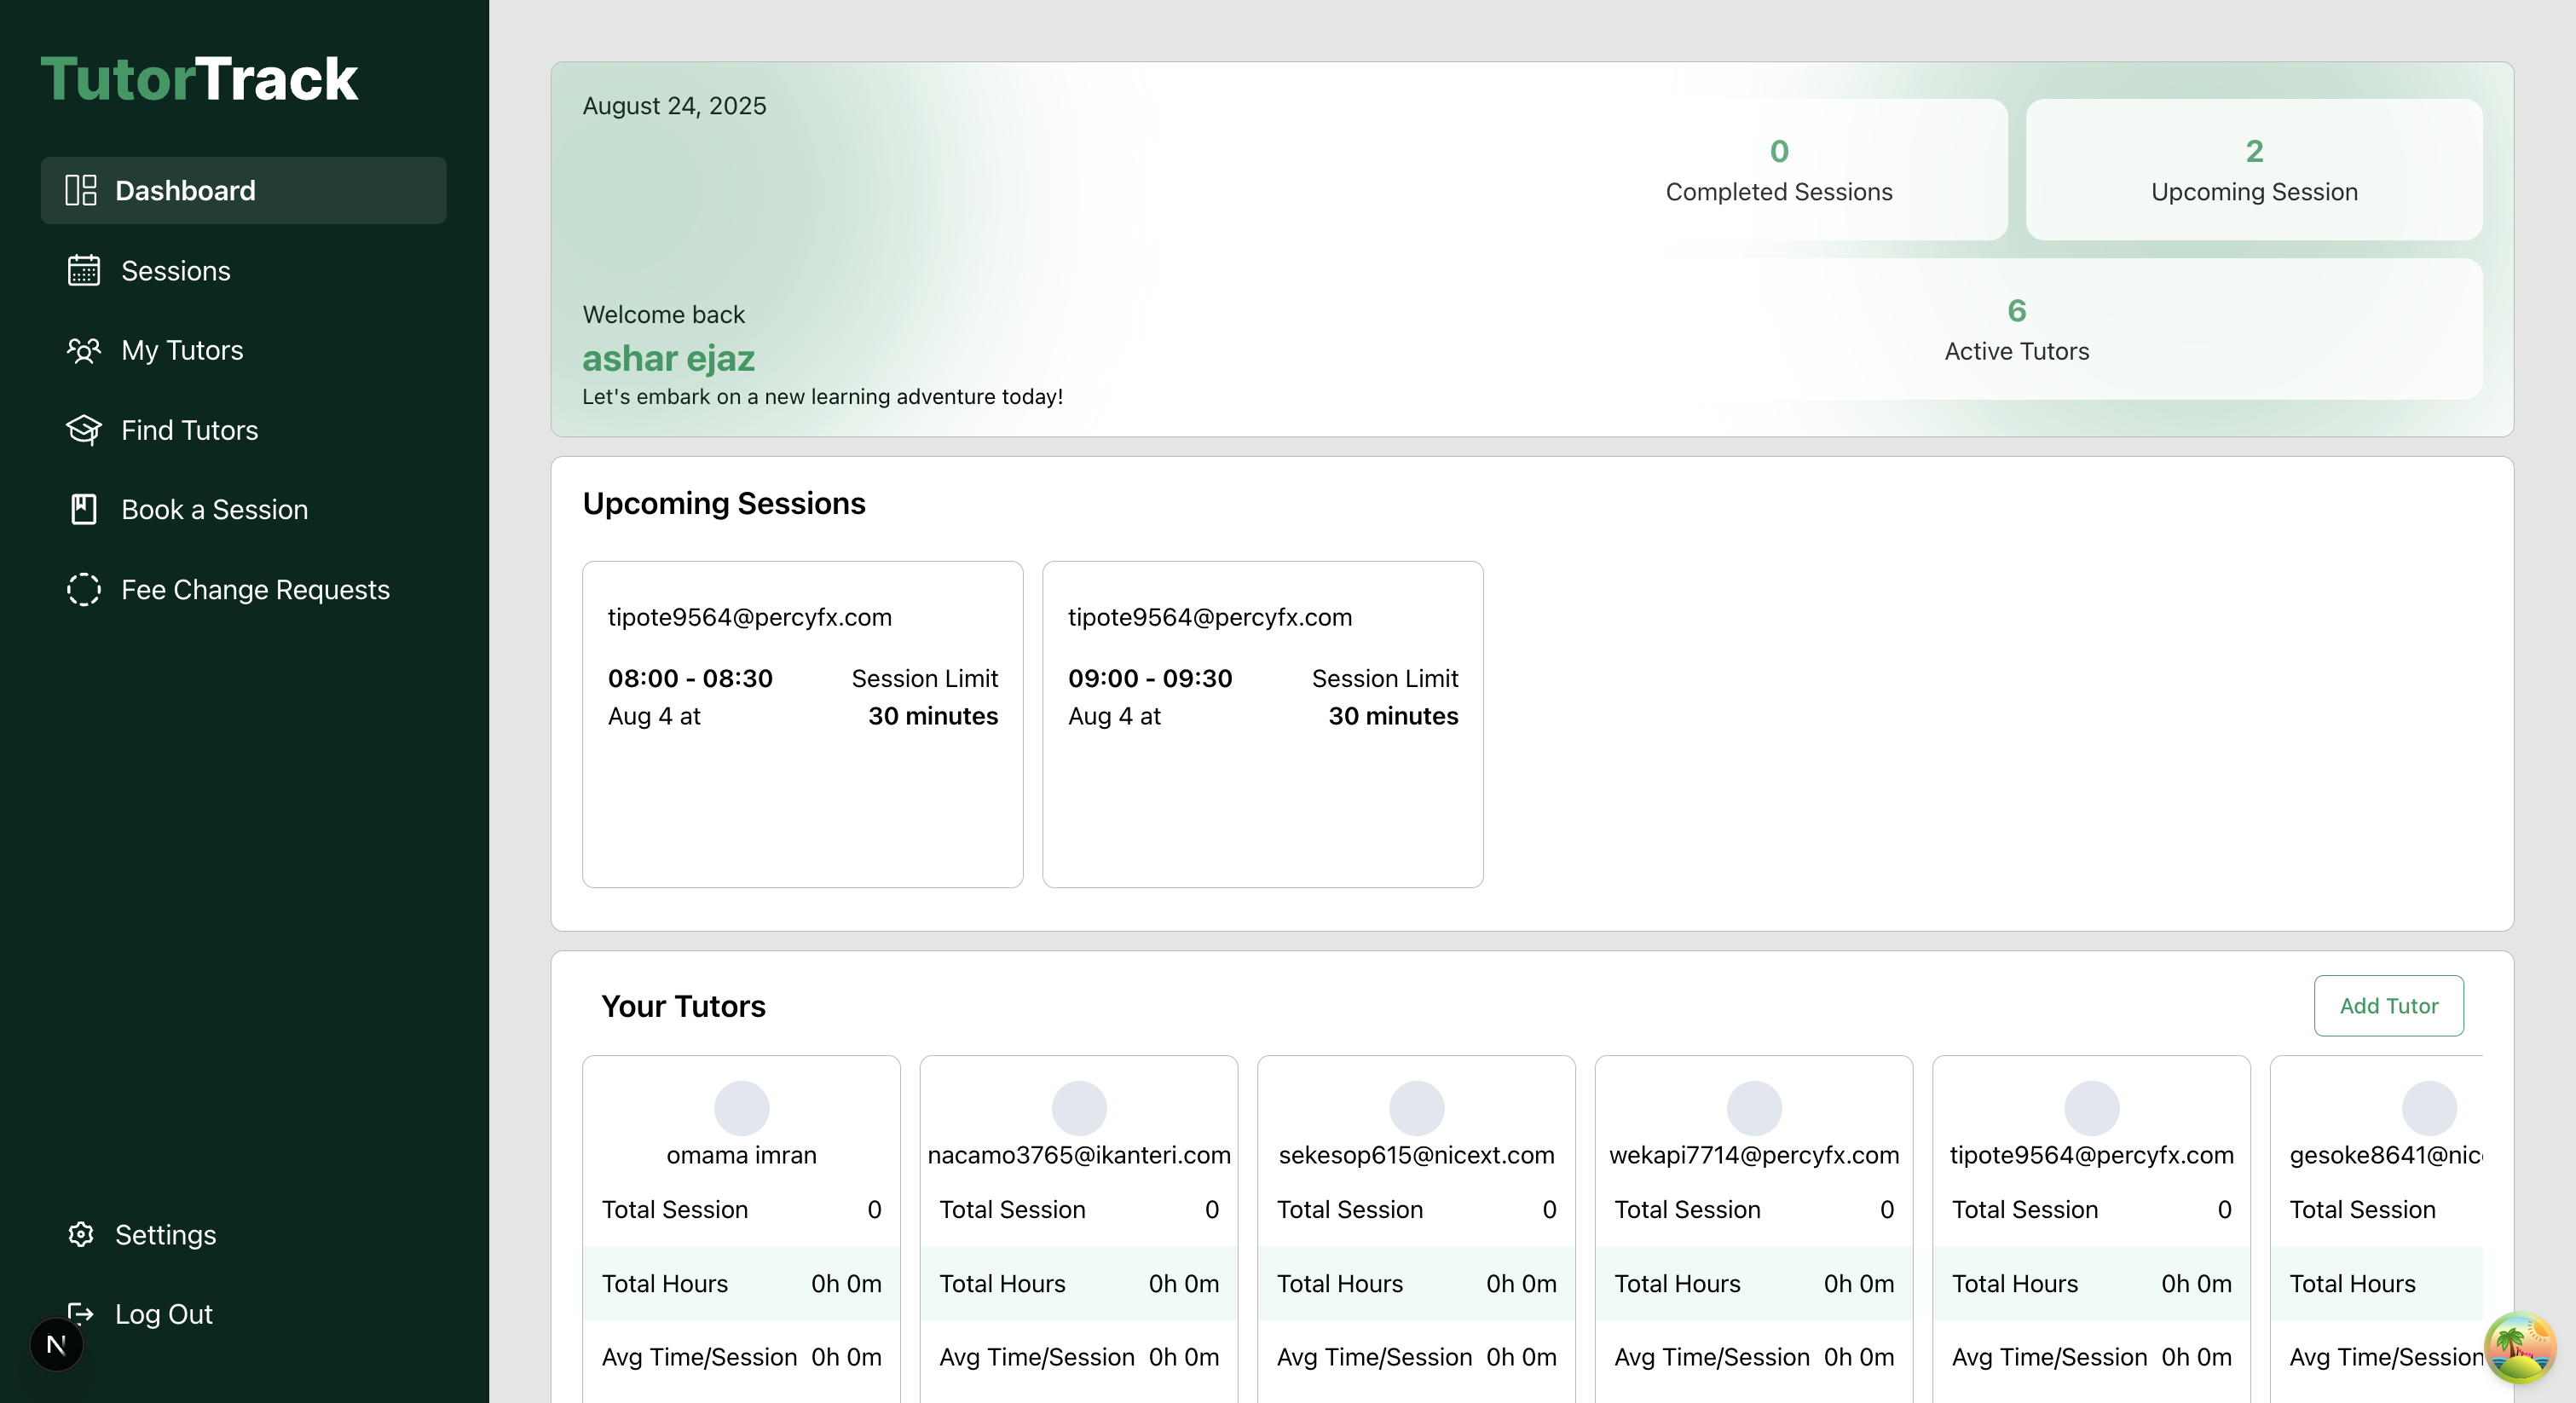 TutorTrack
Dashboard
Sessions
My Tutors
Find Tutors
Book a Session
Fee Change Requests
Settings
Log Out
N
August 24, 2025
Welcome back
ashar ejaz
Let's embark on a new learning adventure today!
0
Completed Sessions
2
Upcoming Session
6
Active Tutors
Upcoming Sessions
tipote9564@percyfx.com
08:00 - 08:30 Session Limit
Aug 4 at 30 minutes
tipote9564@percyfx.com
09:00 - 09:30 Session Limit
Aug 4 at 30 minutes
Your Tutors
Add Tutor
omama imran
Total Session 0
Total Hours 0h 0m
Avg Time/Session 0h 0m
nacamo3765@ikanteri.com
Total Session 0
Total Hours 0h 0m
Avg Time/Session 0h 0m
sekesop615@nicext.com
Total Session 0
Total Hours 0h 0m
Avg Time/Session 0h 0m
wekapi7714@percyfx.com
Total Session 0
Total Hours 0h 0m
Avg Time/Session 0h 0m
tipote9564@percyfx.com
Total Session 0
Total Hours 0h 0m
Avg Time/Session 0h 0m
gesoke8641@nic
Total Session
Total Hours
Avg Time/Session